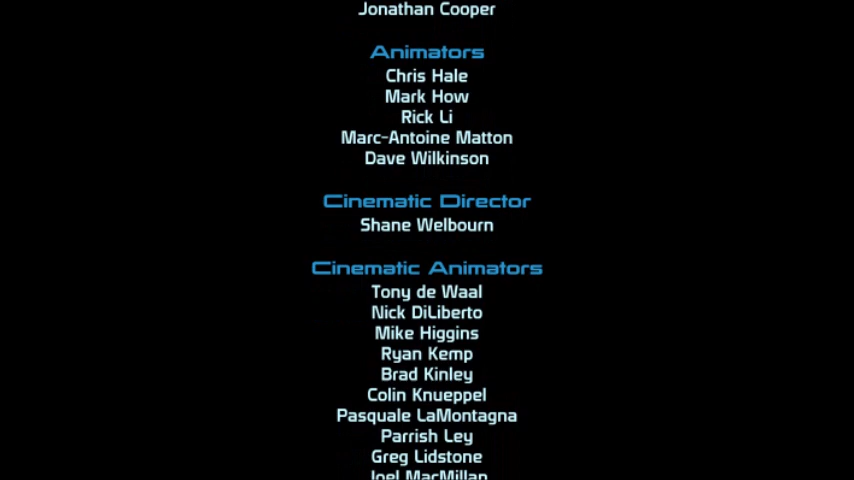 Jonathan Cooper
Animators
Chris Hale
Mark How
Rick Li
Marc-Antoine Matton
Dave Wilkinson
Cinematic Director
Shane Welbourn
Cinematic Animators
Tony de Waal
Nick DiLiberto
Mike Higgins
Ryan Kemp
Brad Kinley
Colin Knueppel
Pasquale LaMontagna
Parrish Ley
Greg Lidstone
Joel MacMillan